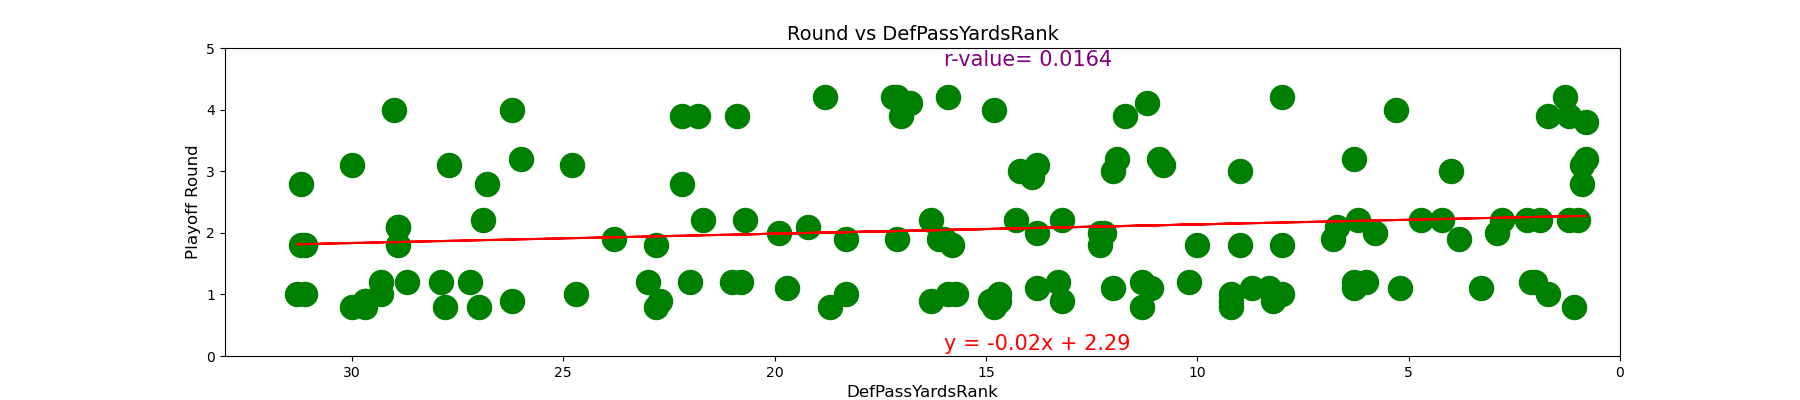 Round vs DefPassYardsRank
r-value= 0.0164
5
4
3
2
1
0
Playoff Round
y = -0.02x + 2.29
30 25 20 15 10 5 0
DefPassYardsRank